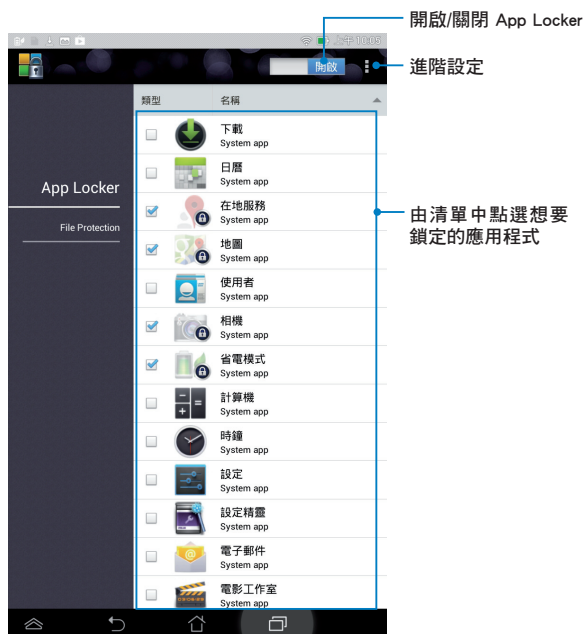 開啟/關閉 App Locker
上午 10:05
開啟
進階設定
類型 名稱
下載
System app
日曆
System app
App Locker
在地服務
System app
File Protection
由清單中點選想要
鎖定的應用程式
地圖
System app
使用者
System app
相機
System app
省電模式
System app
計算機
System app
時鐘
System app
設定
System app
設定精靈
System app
電子郵件
System app
電影工作室
System app